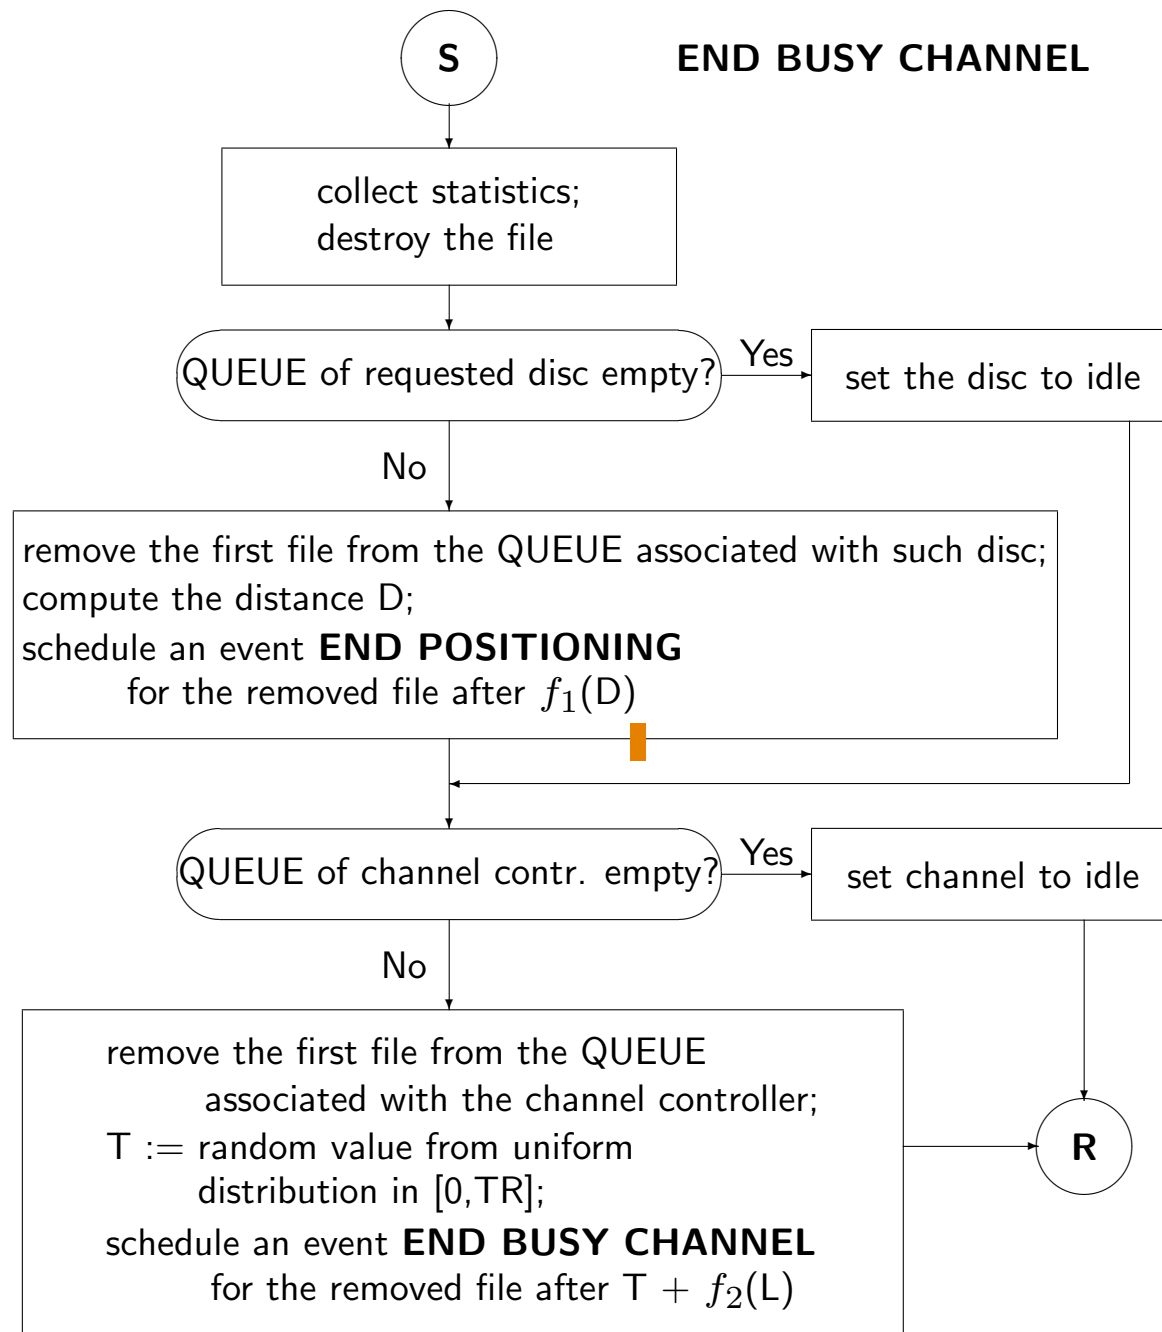 S
END BUSY CHANNEL
collect statistics;
destroy the file
QUEUE of requested disc empty?
Yes
set the disc to idle
No
remove the first file from the QUEUE associated with such disc;
compute the distance D;
schedule an event END POSITIONING
for the removed file after f₁(D)
QUEUE of channel contr. empty?
Yes
set channel to idle
No
remove the first file from the QUEUE
associated with the channel controller;
T := random value from uniform
distribution in [0,TR];
schedule an event END BUSY CHANNEL
for the removed file after T + f₂(L)
R